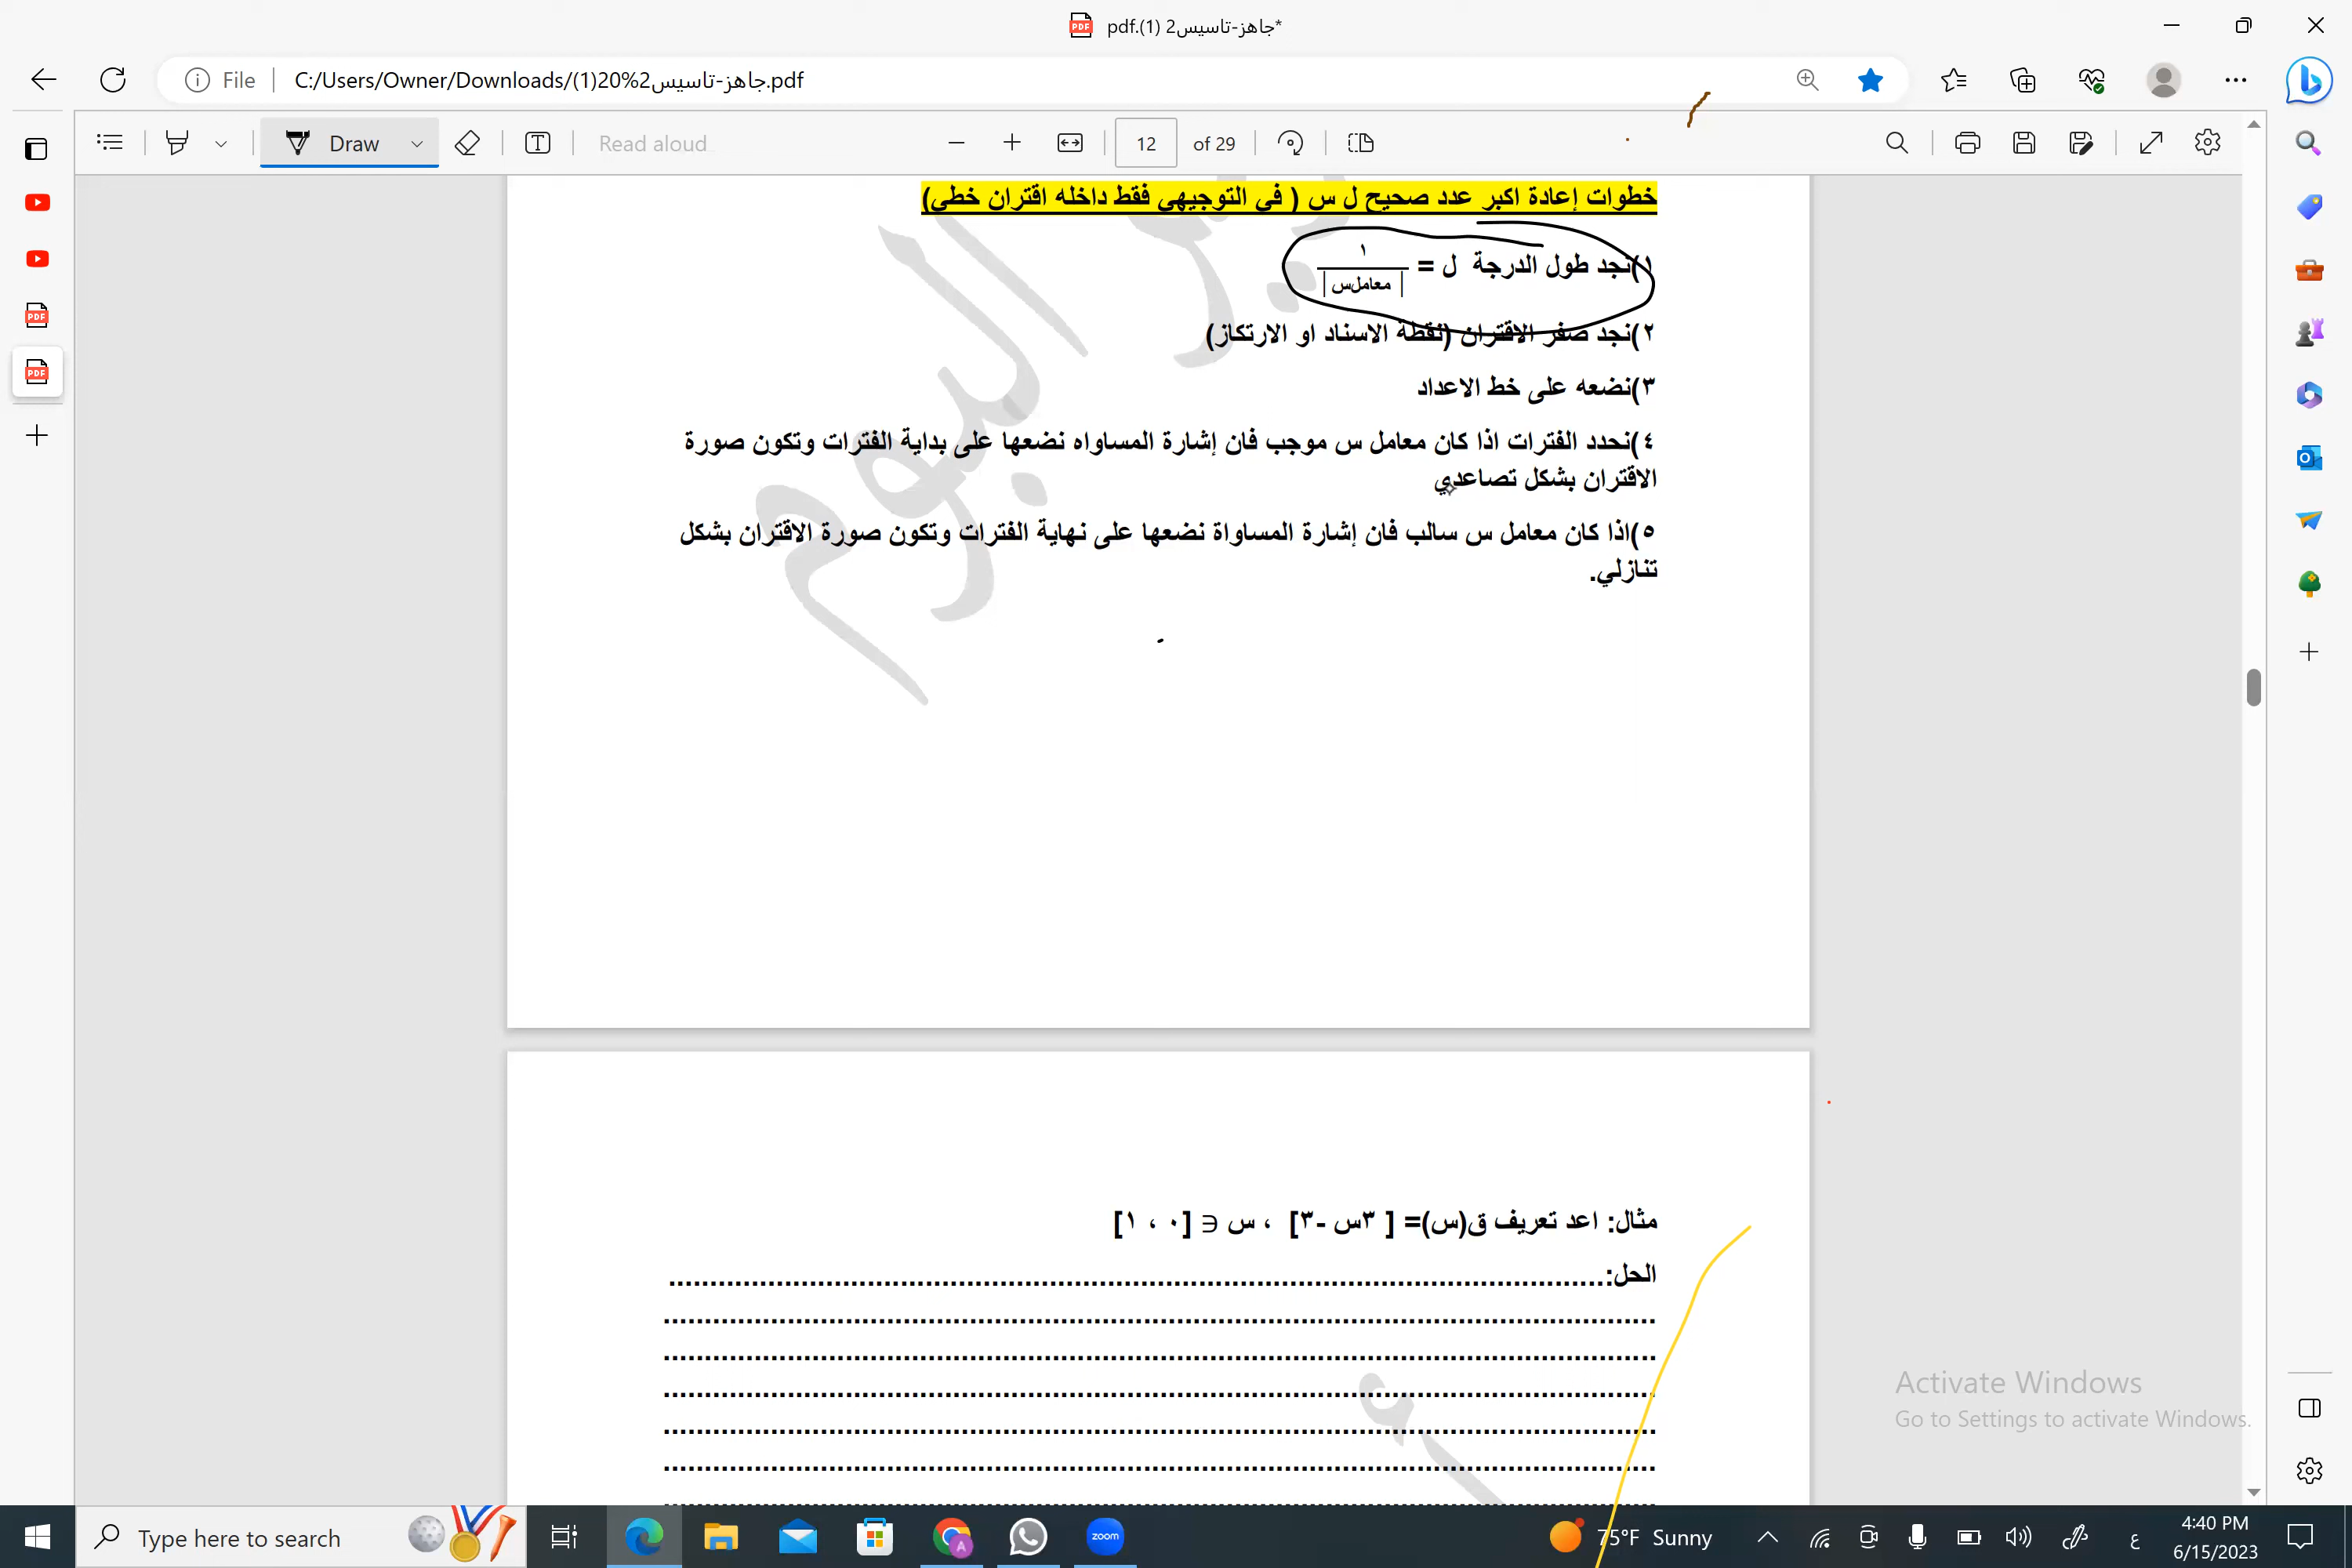 جاهز-تاسيس2 (1).pdf*
File
C:/Users/Owner/Downloads/جاهز-تاسيس2%20(1).pdf
Draw
Read aloud
12
of 29
خطوات إعادة اكبر عدد صحيح ل س ( في التوجيهي فقط داخله اقتران خطي)
١)نجد طول الدرجة ل = ١ / |معامل س|
٢)نجد صفر الاقتران (نقطة الاسناد او الارتكاز)
٣)نضعه على خط الاعداد
٤)نحدد الفترات اذا كان معامل س موجب فان إشارة المساواه نضعها على بداية الفترات وتكون صورة
الاقتران بشكل تصاعدي
٥)اذا كان معامل س سالب فان إشارة المساواة نضعها على نهاية الفترات وتكون صورة الاقتران بشكل
تنازلي.
مثال: اعد تعريف ق(س)= [ ٣س -٣] ، س ∈ [٠ ، ١]
الحل:
Activate Windows
Go to Settings to activate Windows.
Type here to search
zoom
75°F Sunny
ع
4:40 PM
6/15/2023